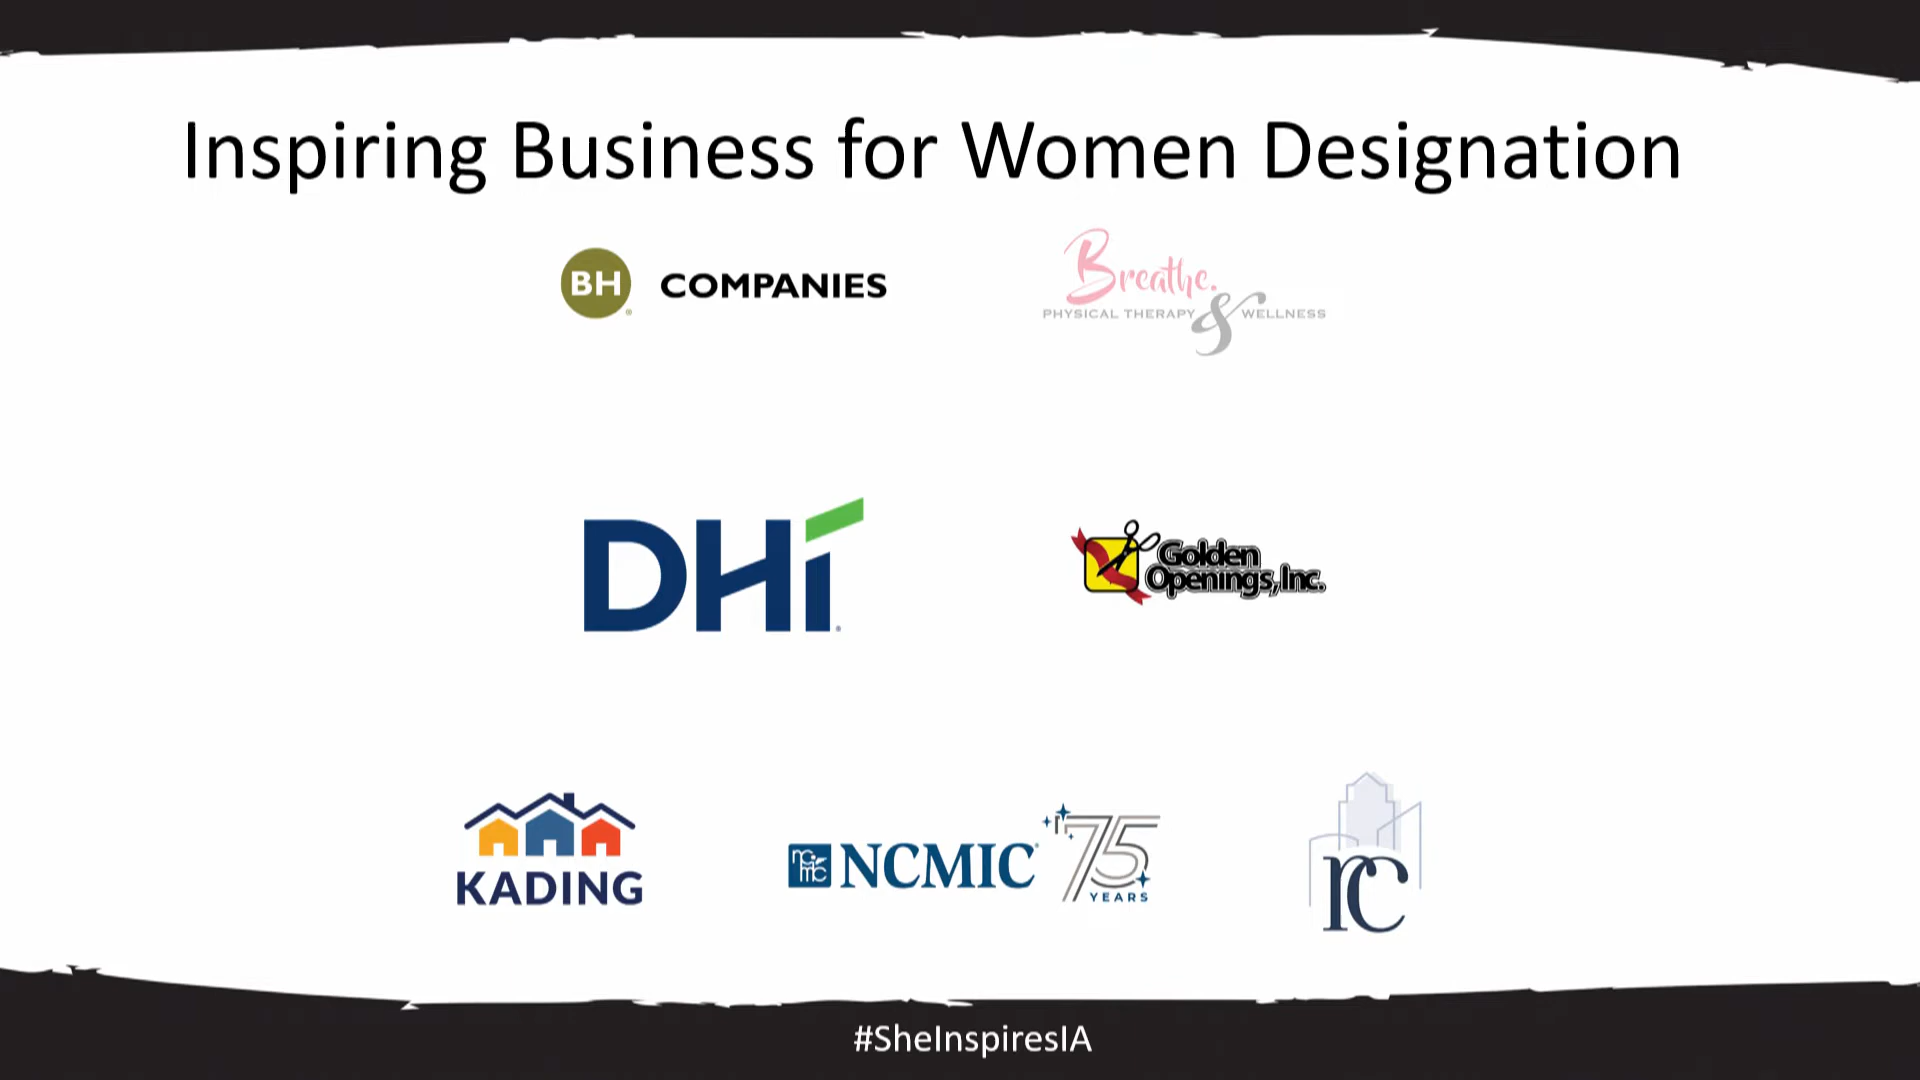 Inspiring Business for Women Designation
BH COMPANIES
Breathe.
PHYSICAL THERAPY & WELLNESS
DHi
Golden
Openings, Inc.
KADING
ncmic NCMIC 75
YEARS
rc
#SheInspiresIA